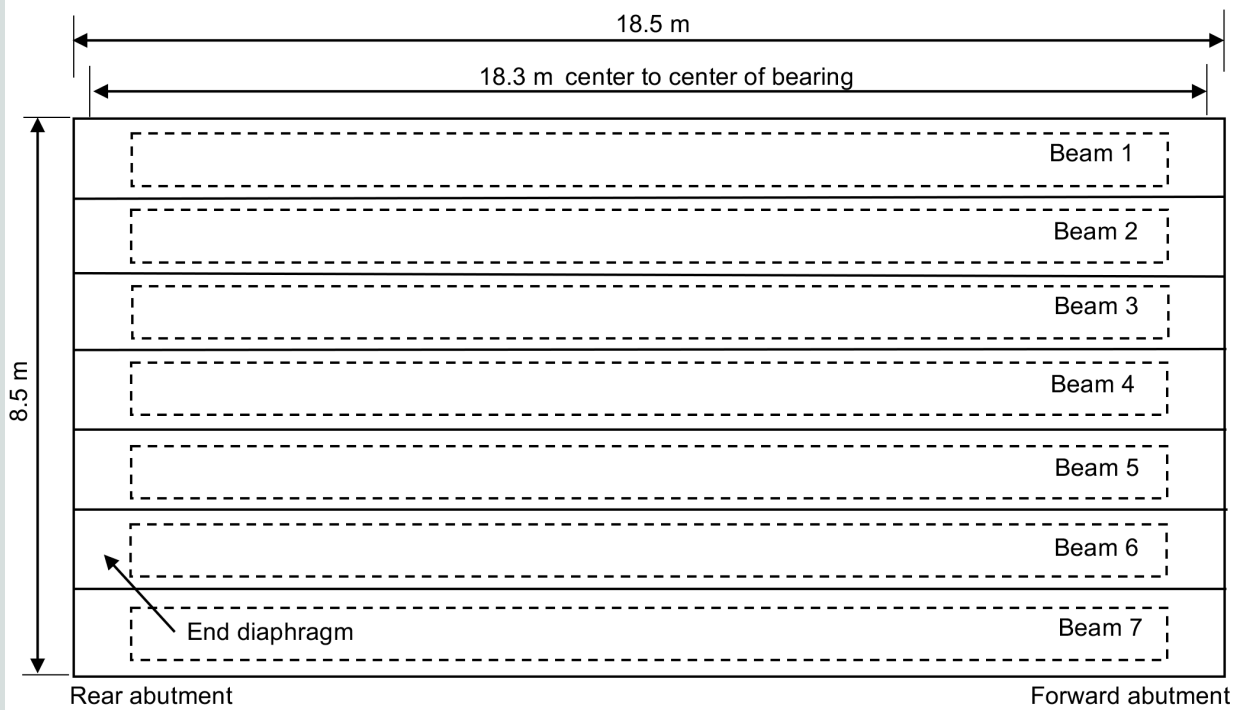 18.5 m
18.3 m center to center of bearing
Beam 1
Beam 2
Beam 3
Beam 4
8.5 m
Beam 5
Beam 6
End diaphragm
Beam 7
Rear abutment
Forward abutment